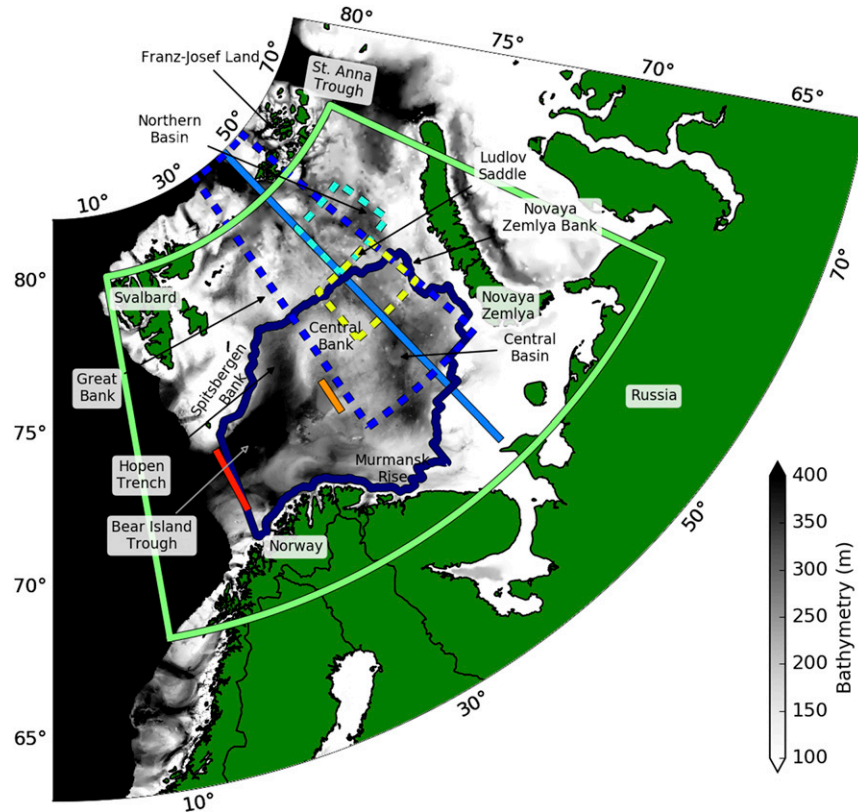 80°
75°
70°
65°
Franz-Josef Land
70°
St. Anna
Trough
Northern
Basin
50°
30°
10°
Ludlov
Saddle
Novaya
Zemlya Bank
70°
80°
Svalbard
Novaya
Zemlya
Central
Bank
Central
Basin
Great
Bank
Spitsbergen
Bank
Russia
75°
Hopen
Trench
Murmansk
Rise
Bear Island
Trough
Norway
50°
70°
30°
65°
10°
400
350
300
250
200
150
100
Bathymetry (m)